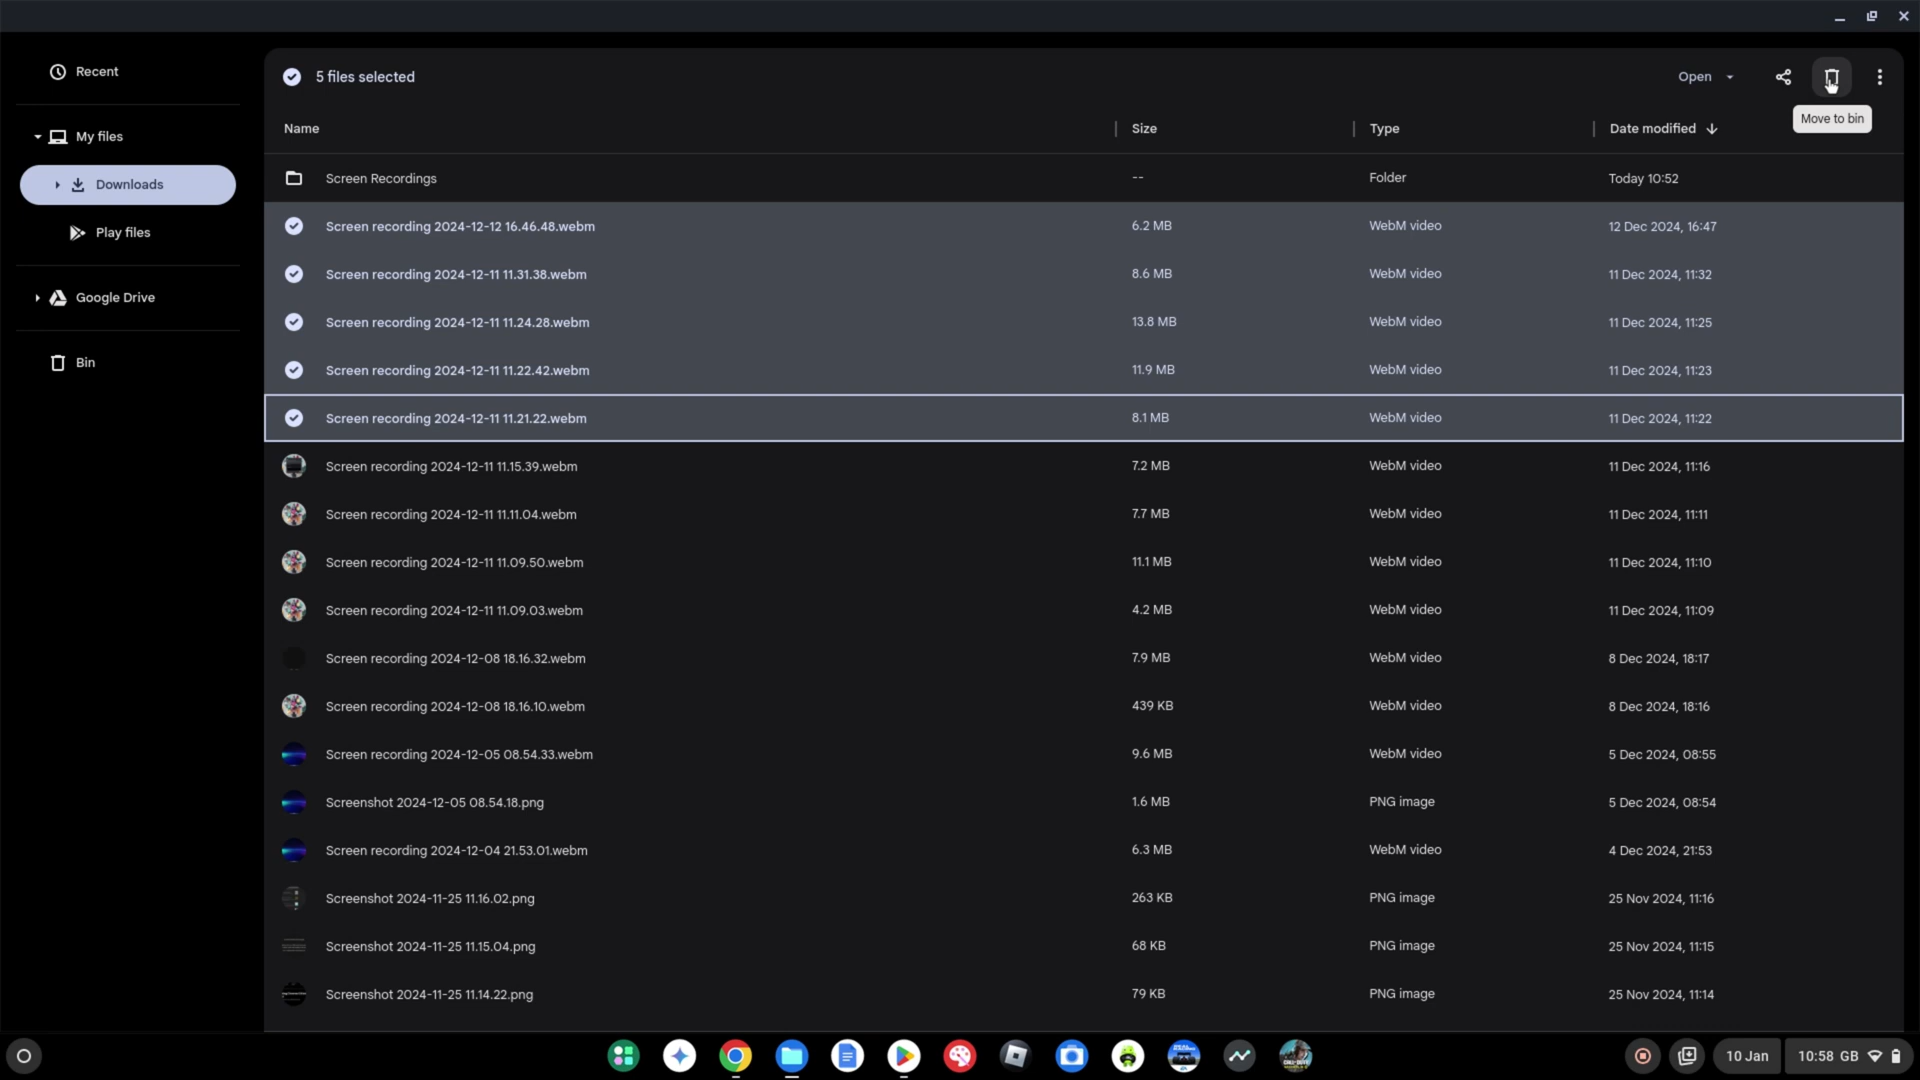 Recent
My files
Downloads
Play files
Google Drive
Bin
5 files selected
Open
Move to bin
Name Size Type Date modified
Screen Recordings -- Folder Today 10:52
Screen recording 2024-12-12 16.46.48.webm 6.2 MB WebM video 12 Dec 2024, 16:47
Screen recording 2024-12-11 11.31.38.webm 8.6 MB WebM video 11 Dec 2024, 11:32
Screen recording 2024-12-11 11.24.28.webm 13.8 MB WebM video 11 Dec 2024, 11:25
Screen recording 2024-12-11 11.22.42.webm 11.9 MB WebM video 11 Dec 2024, 11:23
Screen recording 2024-12-11 11.21.22.webm 8.1 MB WebM video 11 Dec 2024, 11:22
Screen recording 2024-12-11 11.15.39.webm 7.2 MB WebM video 11 Dec 2024, 11:16
Screen recording 2024-12-11 11.11.04.webm 7.7 MB WebM video 11 Dec 2024, 11:11
Screen recording 2024-12-11 11.09.50.webm 11.1 MB WebM video 11 Dec 2024, 11:10
Screen recording 2024-12-11 11.09.03.webm 4.2 MB WebM video 11 Dec 2024, 11:09
Screen recording 2024-12-08 18.16.32.webm 7.9 MB WebM video 8 Dec 2024, 18:17
Screen recording 2024-12-08 18.16.10.webm 439 KB WebM video 8 Dec 2024, 18:16
Screen recording 2024-12-05 08.54.33.webm 9.6 MB WebM video 5 Dec 2024, 08:55
Screenshot 2024-12-05 08.54.18.png 1.6 MB PNG image 5 Dec 2024, 08:54
Screen recording 2024-12-04 21.53.01.webm 6.3 MB WebM video 4 Dec 2024, 21:53
Screenshot 2024-11-25 11.16.02.png 263 KB PNG image 25 Nov 2024, 11:16
Screenshot 2024-11-25 11.15.04.png 68 KB PNG image 25 Nov 2024, 11:15
Screenshot 2024-11-25 11.14.22.png 79 KB PNG image 25 Nov 2024, 11:14
10 Jan 10:58 GB